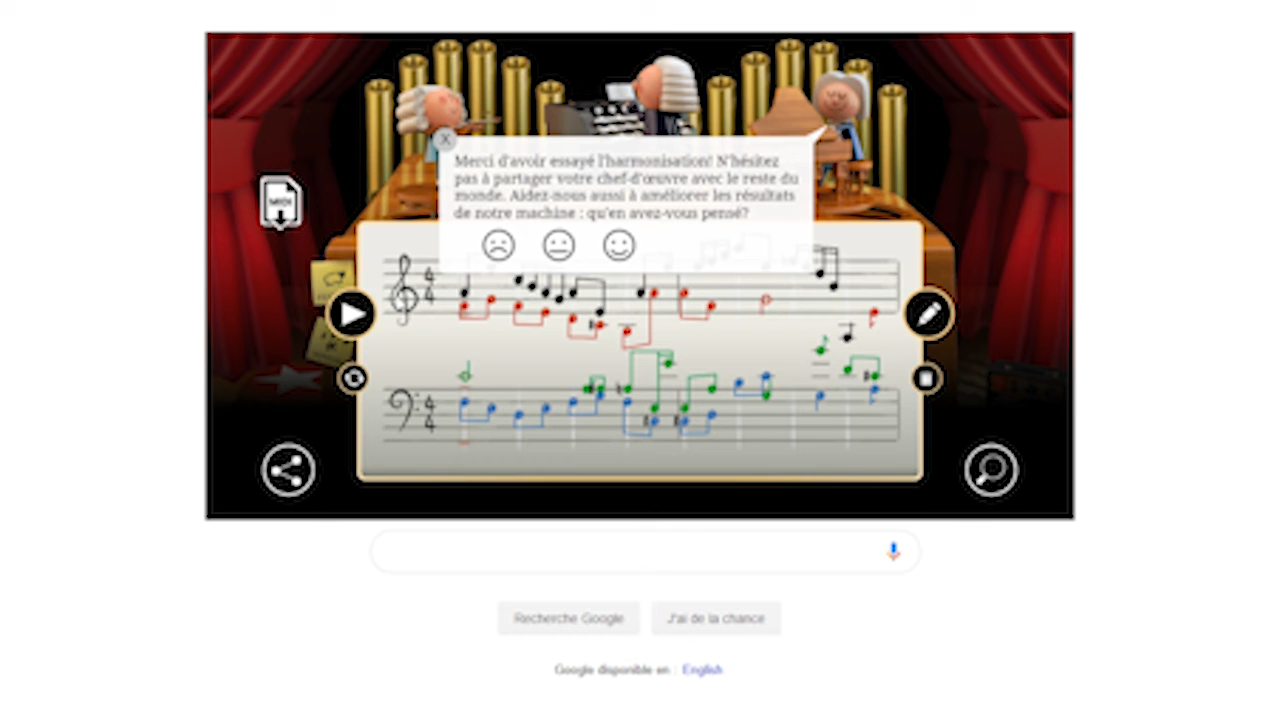 Merci d'avoir essayé l'harmonisation! N'hésitez
pas à partager votre chef-d'œuvre avec le reste du
monde. Aidez-nous aussi à améliorer les résultats
de notre machine : qu'en avez-vous pensé?
MIDI
Recherche Google
J'ai de la chance
Google disponible en : English